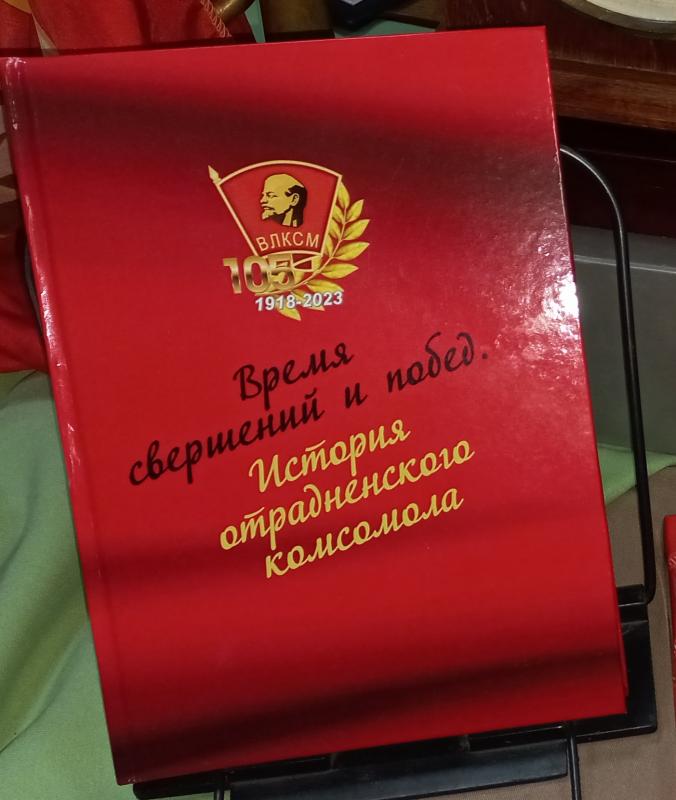 ВЛКСМ
105
1918-2023
Время
свершений и побед.
История
отрадненского
комсомола